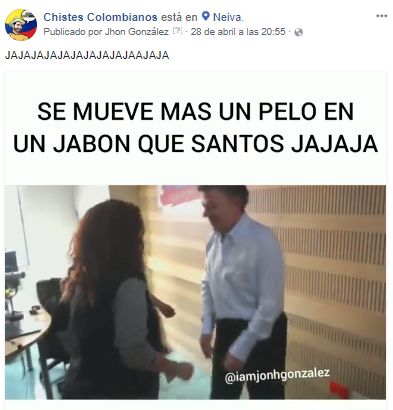 Chistes Colombianos está en Neiva.
Publicado por Jhon González [?] · 28 de abril a las 20:55 ·
JAJAJAJAJAJAJAJAJAJAAJAJA
SE MUEVE MAS UN PELO EN
UN JABON QUE SANTOS JAJAJA
@iamjonhgonzalez